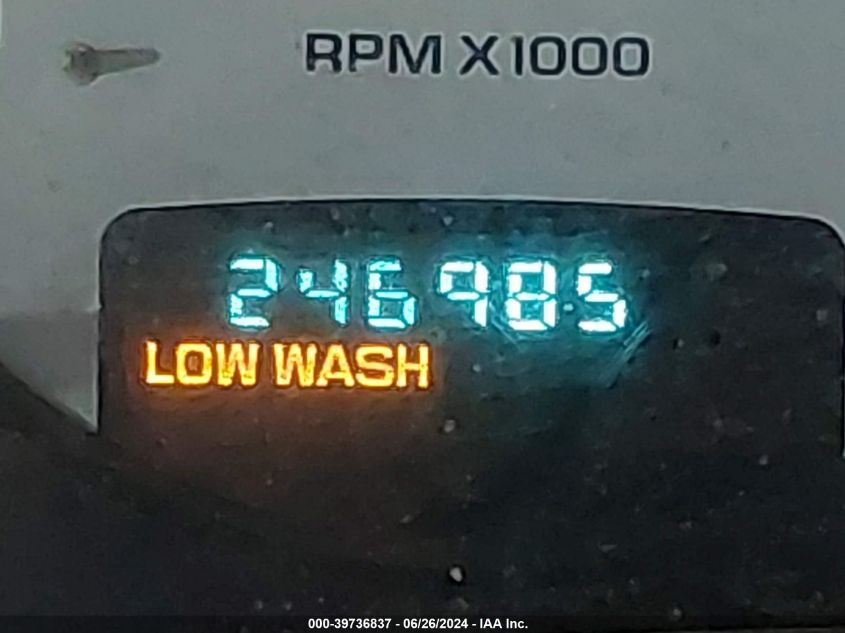 RPM X1000
246985
LOW WASH
000-39736837 - 06/26/2024 - IAA Inc.